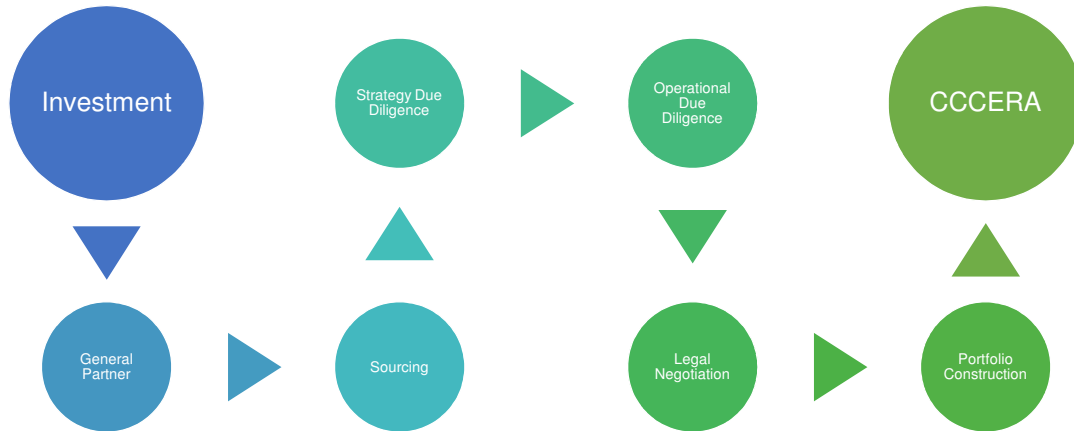 Investment
General
Partner
Sourcing
Strategy Due
Diligence
Operational
Due
Diligence
Legal
Negotiation
Portfolio
Construction
CCCERA